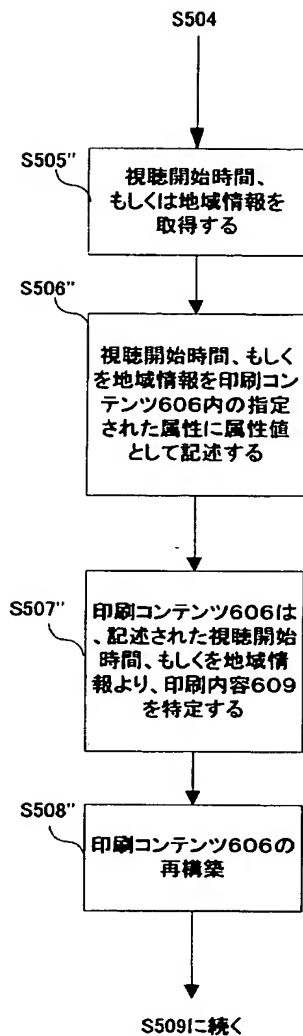 S504
S505"
視聴開始時間、
もしくは地域情報を
取得する
S506"
視聴開始時間、もしく
を地域情報を印刷コン
テンツ606内の指定
された属性に属性値
として記述する
S507"
印刷コンテンツ606は
、記述された視聴開始
時間、もしくを地域情
報より、印刷内容609
を特定する
S508"
印刷コンテンツ606の
再構築
S509に続く